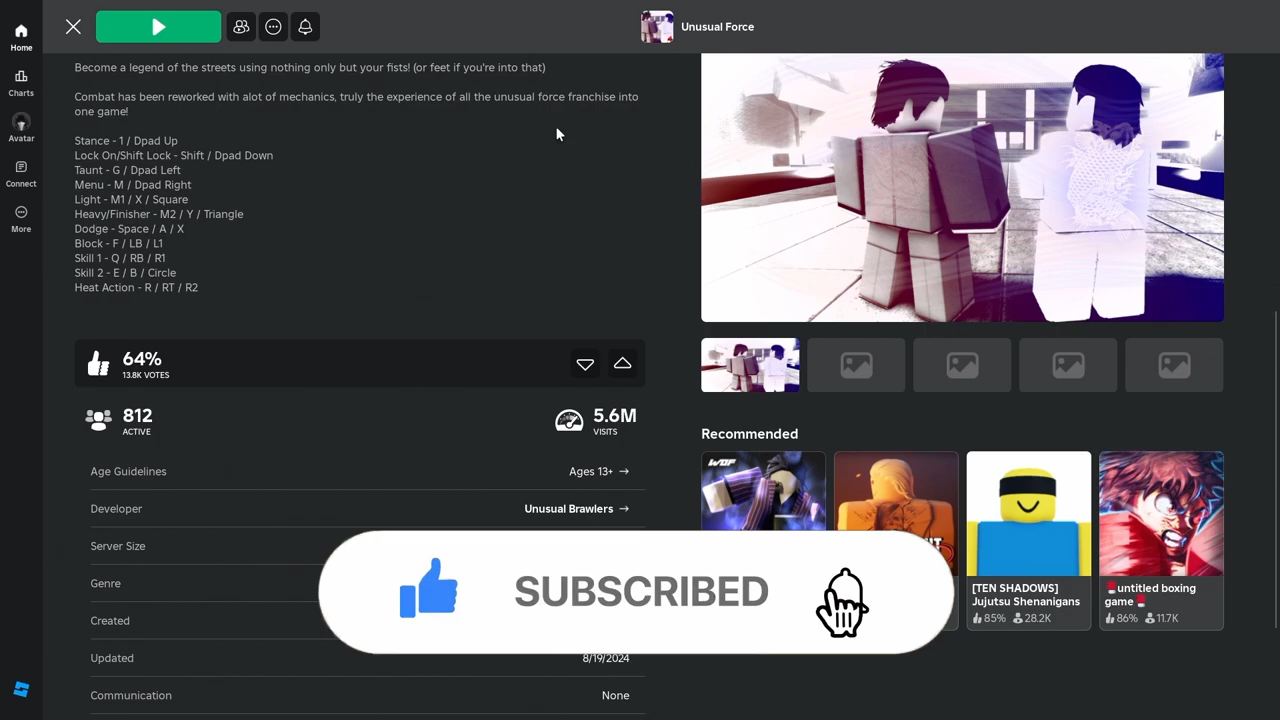 Unusual Force
Home
Charts
Avatar
Connect
More
Become a legend of the streets using nothing only but your fists! (or feet if you're into that)
Combat has been reworked with alot of mechanics, truly the experience of all the unusual force franchise into
one game!
Stance - 1 / Dpad Up
Lock On/Shift Lock - Shift / Dpad Down
Taunt - G / Dpad Left
Menu - M / Dpad Right
Light - M1 / X / Square
Heavy/Finisher - M2 / Y / Triangle
Dodge - Space / A / X
Block - F / LB / L1
Skill 1 - Q / RB / R1
Skill 2 - E / B / Circle
Heat Action - R / RT / R2
64%
13.8K VOTES
812
ACTIVE
5.6M
VISITS
Age Guidelines
Ages 13+
Developer
Unusual Brawlers
Server Size
Genre
Created
Updated
8/19/2024
Communication
None
Recommended
WOF
[TEN SHADOWS]
Jujutsu Shenanigans
85% 28.2K
untitled boxing
game
86% 11.7K
SUBSCRIBED